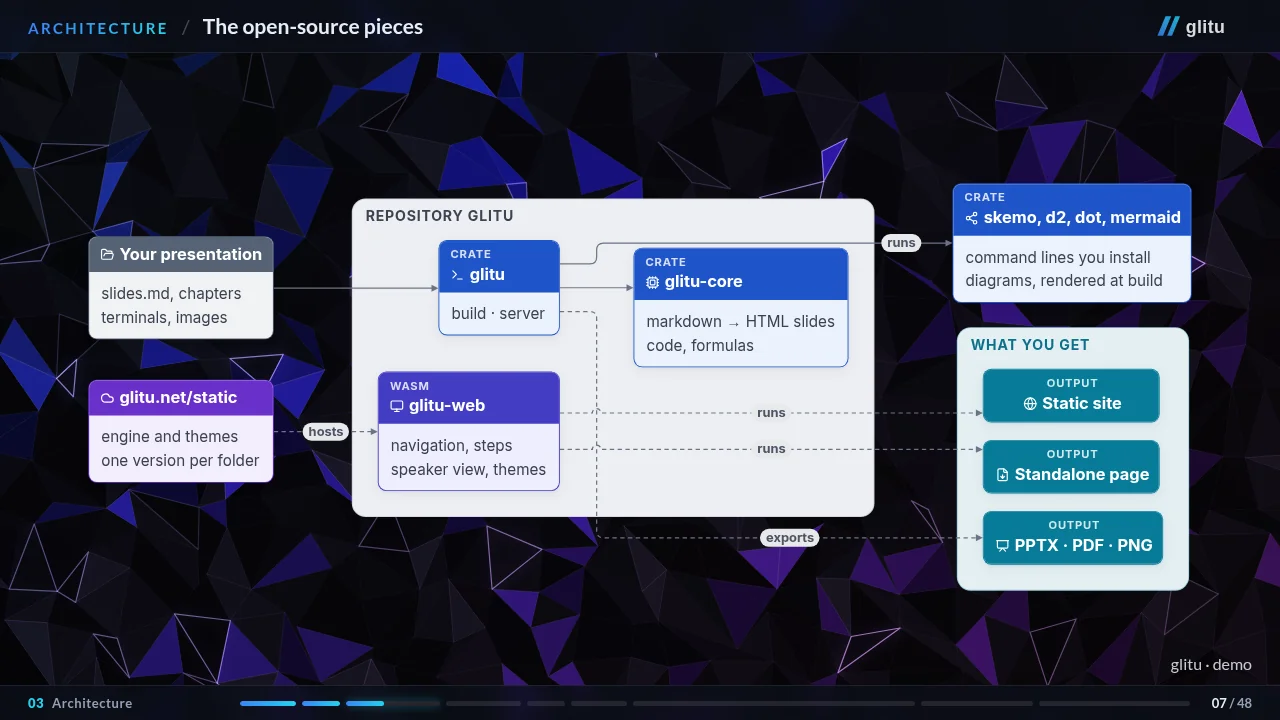 ARCHITECTURE / The open-source pieces
glitu
Your presentation
slides.md, chapters
terminals, images
glitu.net/static
engine and themes
one version per folder
hosts
REPOSITORY GLITU
CRATE
glitu
build · server
CRATE
glitu-core
markdown → HTML slides
code, formulas
WASM
glitu-web
navigation, steps
speaker view, themes
runs
runs
runs
exports
CRATE
skemo, d2, dot, mermaid
command lines you install
diagrams, rendered at build
WHAT YOU GET
OUTPUT
Static site
OUTPUT
Standalone page
OUTPUT
PPTX · PDF · PNG
glitu · demo
03 Architecture
07 / 48